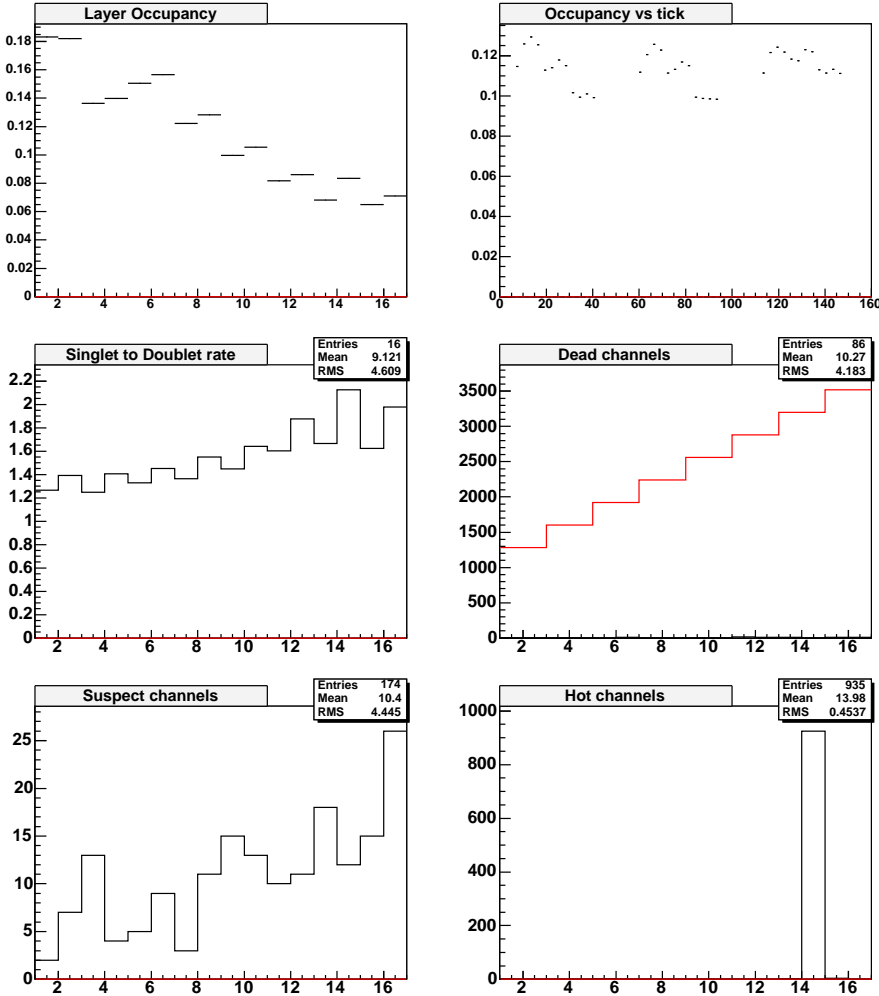 Layer Occupancy
0.18
0.16
0.14
0.12
0.1
0.08
0.06
0.04
0.02
0
2 4 6 8 10 12 14 16
Occupancy vs tick
0.12
0.1
0.08
0.06
0.04
0.02
0
0 20 40 60 80 100 120 140 160
Singlet to Doublet rate
Entries 16
Mean 9.121
RMS 4.609
2.2
2
1.8
1.6
1.4
1.2
1
0.8
0.6
0.4
0.2
0
2 4 6 8 10 12 14 16
Dead channels
Entries 86
Mean 10.27
RMS 4.183
3500
3000
2500
2000
1500
1000
500
0
2 4 6 8 10 12 14 16
Suspect channels
Entries 174
Mean 10.4
RMS 4.445
25
20
15
10
5
0
2 4 6 8 10 12 14 16
Hot channels
Entries 935
Mean 13.98
RMS 0.4537
1000
800
600
400
200
0
2 4 6 8 10 12 14 16